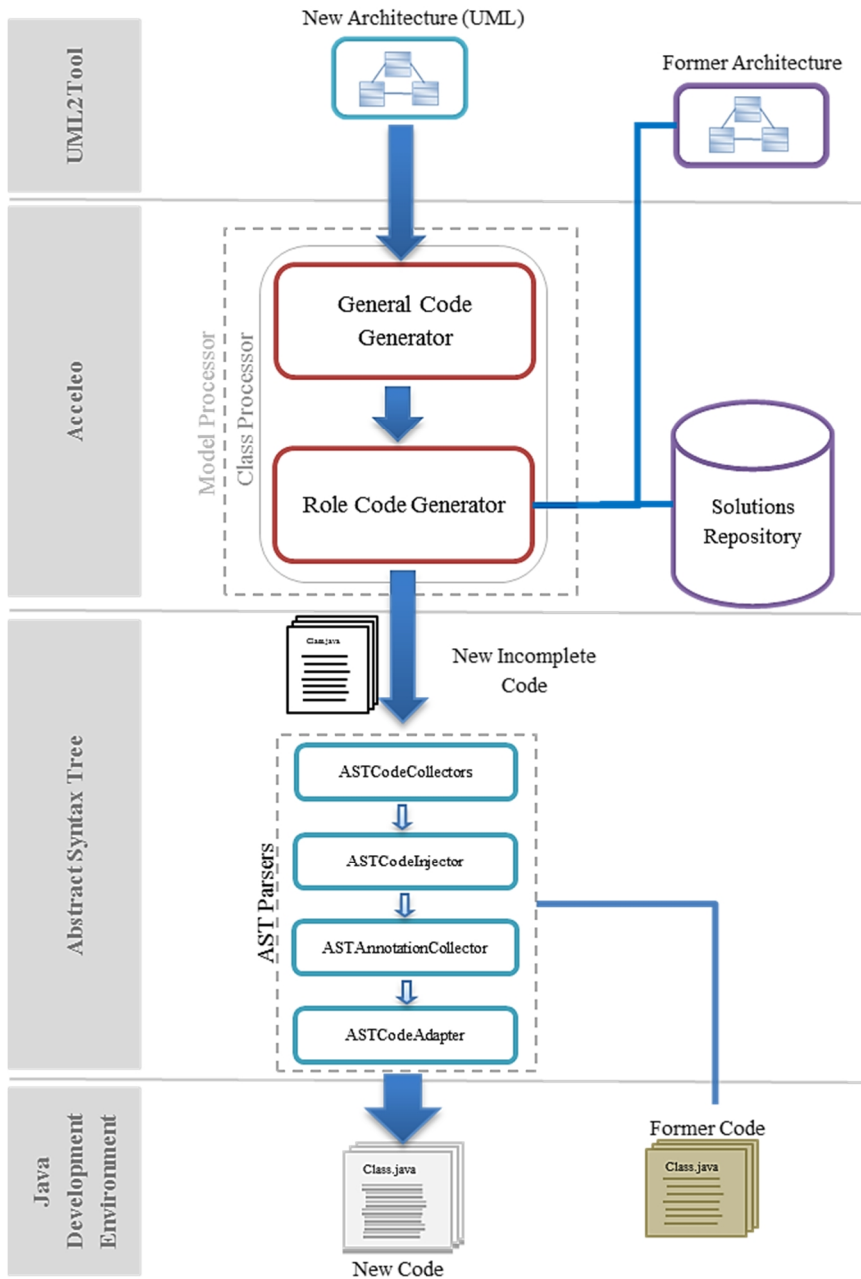 New Architecture (UML)
Former Architecture
UML2Tool
General Code
Generator
Model Processor
Class Processor
Acceleo
Role Code Generator
Solutions
Repository
Class.java
New Incomplete
Code
Abstract Syntax Tree
AST Parsers
ASTCodeCollectors
ASTCodeInjector
ASTAnnotationCollector
ASTCodeAdapter
Java
Development
Environment
Former Code
Class.java
Class.java
New Code